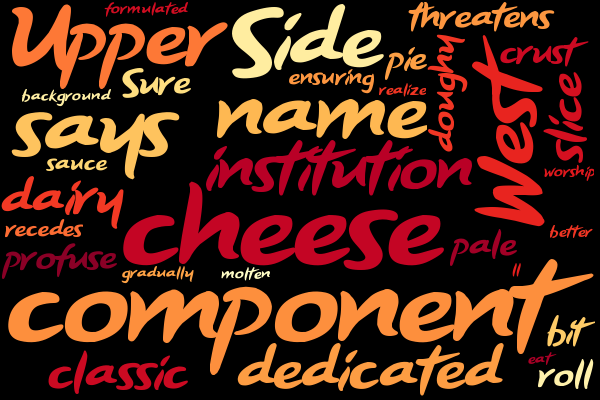 formulated
Upper
Side
threatens
background
Sure
ensuring
pie
realize
doughy
crust
says
name
West
slice
sauce
institution
worship
dairy
recedes
cheese
better
profuse
gradually
molten
pale
"
component
bit
classic
dedicated
eat
roll